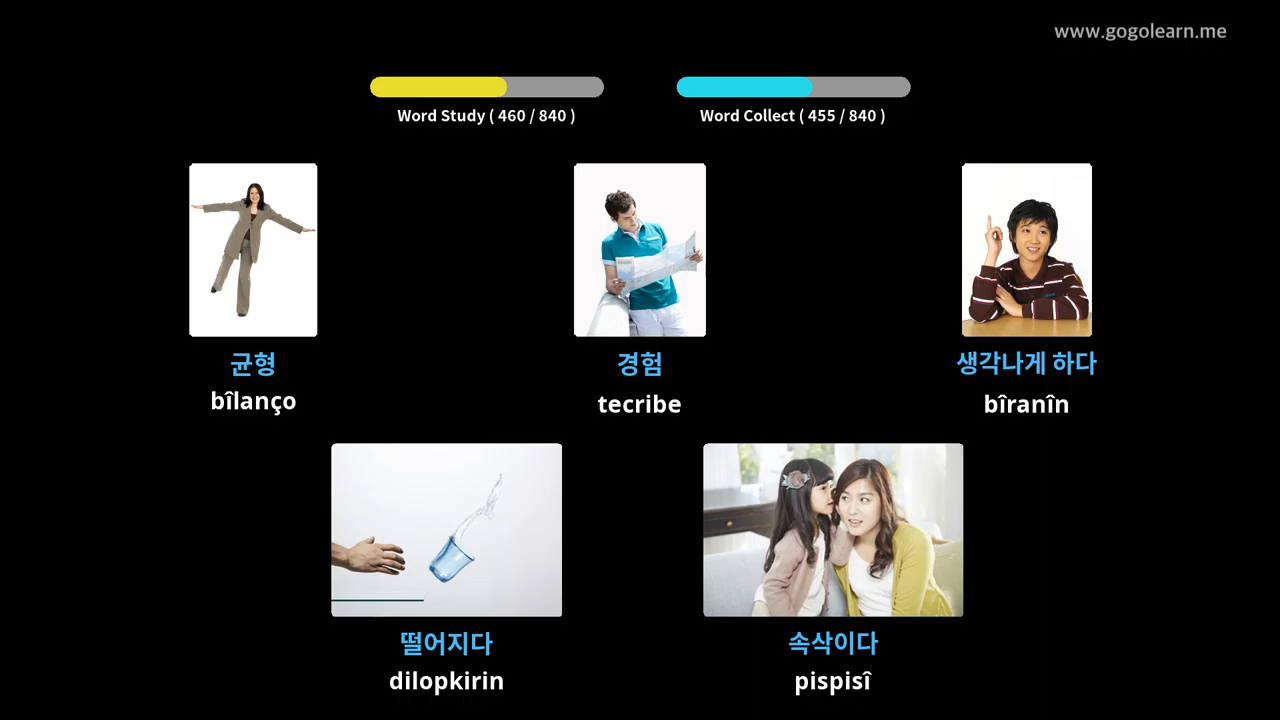 www.gogolearn.me
Word Study ( 460 / 840 )
Word Collect ( 455 / 840 )
균형
bîlanço
경험
tecribe
생각나게 하다
bîranîn
떨어지다
dilopkirin
속삭이다
pispisî